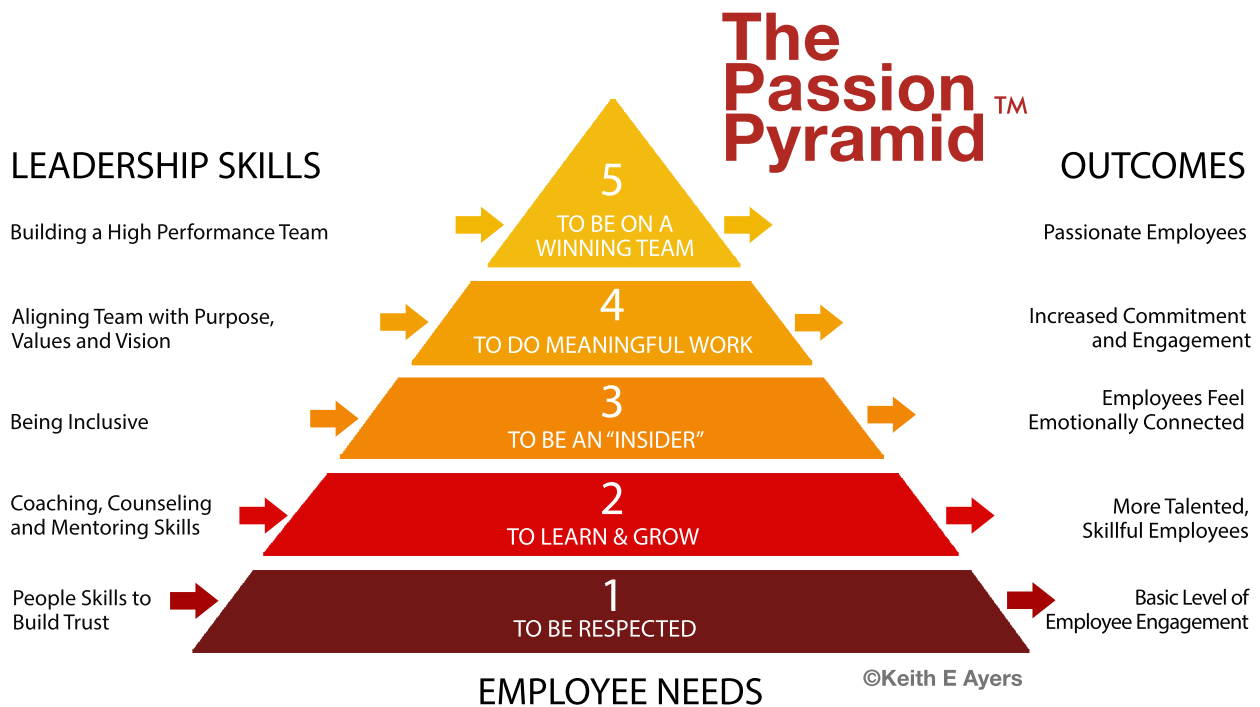 The
Passion
Pyramid ™
LEADERSHIP SKILLS
OUTCOMES
5
TO BE ON A
WINNING TEAM
Building a High Performance Team
Passionate Employees
4
TO DO MEANINGFUL WORK
Aligning Team with Purpose,
Values and Vision
Increased Commitment
and Engagement
3
TO BE AN “INSIDER”
Being Inclusive
Employees Feel
Emotionally Connected
2
TO LEARN & GROW
Coaching, Counseling
and Mentoring Skills
More Talented,
Skillful Employees
1
TO BE RESPECTED
People Skills to
Build Trust
Basic Level of
Employee Engagement
EMPLOYEE NEEDS
©Keith E Ayers